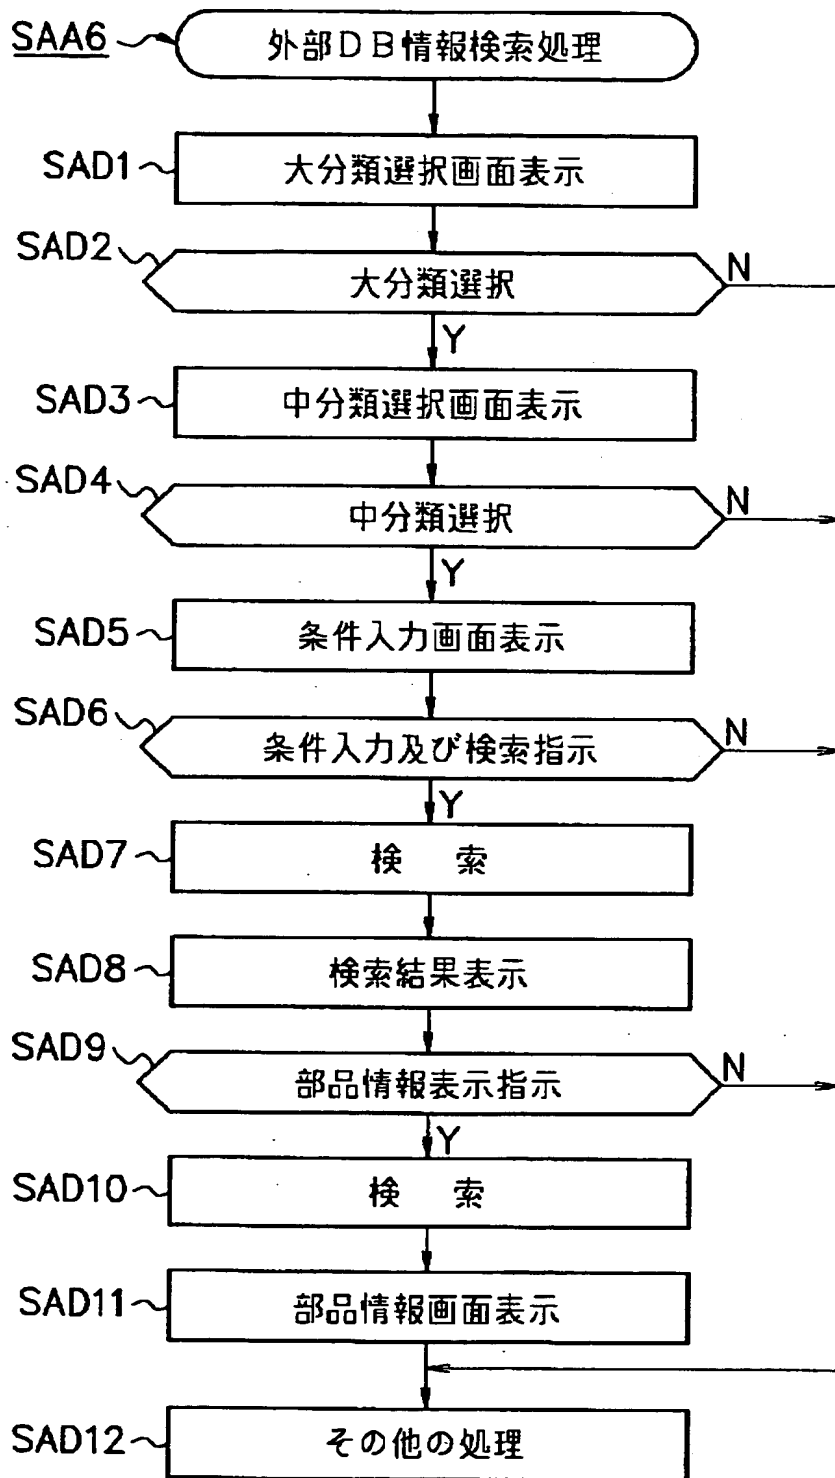 SAA6 外部DB情報検索処理
SAD1 大分類選択画面表示
SAD2 大分類選択 N
Y
SAD3 中分類選択画面表示
SAD4 中分類選択 N
Y
SAD5 条件入力画面表示
SAD6 条件入力及び検索指示 N
Y
SAD7 検 索
SAD8 検索結果表示
SAD9 部品情報表示指示 N
Y
SAD10 検 索
SAD11 部品情報画面表示
SAD12 その他の処理